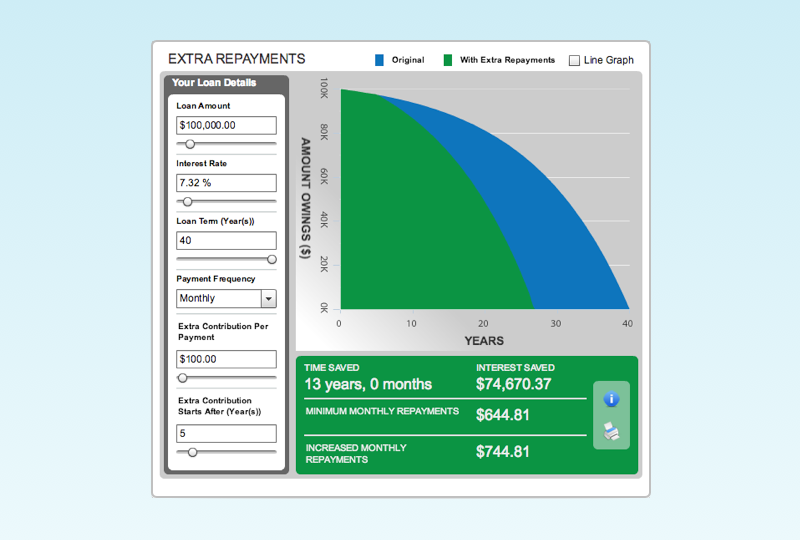 EXTRA REPAYMENTS
Original
With Extra Repayments
Line Graph
Your Loan Details
Loan Amount
$100,000.00
Interest Rate
7.32 %
Loan Term (Year(s))
40
Payment Frequency
Monthly
Extra Contribution Per
Payment
$100.00
Extra Contribution
Starts After (Year(s))
5
AMOUNT OWINGS ($)
100K
80K
60K
40K
20K
0K
0
10
20
30
40
YEARS
TIME SAVED
13 years, 0 months
INTEREST SAVED
$74,670.37
MINIMUM MONTHLY REPAYMENTS
$644.81
INCREASED MONTHLY
REPAYMENTS
$744.81
i